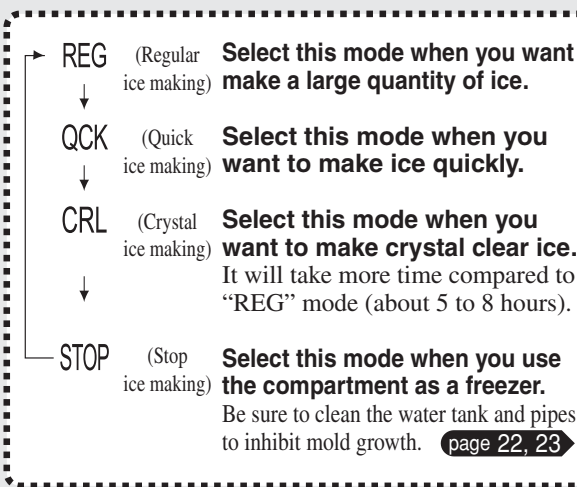 REG (Regular ice making) Select this mode when you want
make a large quantity of ice.
QCK (Quick ice making) Select this mode when you
want to make ice quickly.
CRL (Crystal ice making) Select this mode when you
want to make crystal clear ice.
It will take more time compared to
“REG” mode (about 5 to 8 hours).
STOP (Stop ice making) Select this mode when you use
the compartment as a freezer.
Be sure to clean the water tank and pipes
to inhibit mold growth. page 22, 23